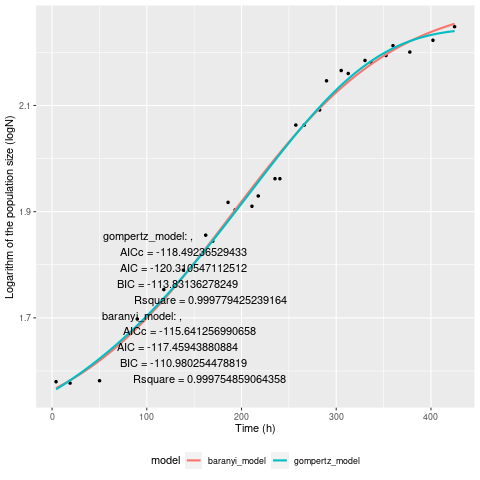 2.1
1.9
1.7
Logarithm of the population size (logN)
gompertz_model: ,
AICc = -118.49236529433
AIC = -120.310547112512
BIC = -113.83136278249
Rsquare = 0.999779425239164
baranyi_model: ,
AICc = -115.641256990658
AIC = -117.45943880884
BIC = -110.980254478819
Rsquare = 0.999754859064358
0 100 200 300 400
Time (h)
model baranyi_model gompertz_model